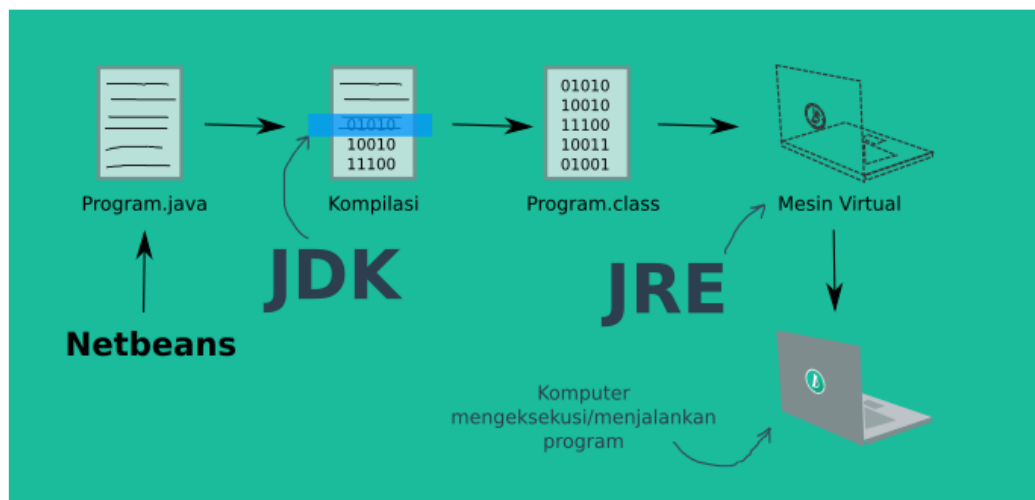 01010
10010
11100
01010
10010
11100
10011
01001
Program.java
Kompilasi
Program.class
Mesin Virtual
JDK
JRE
Netbeans
Komputer
mengeksekusi/menjalankan
program